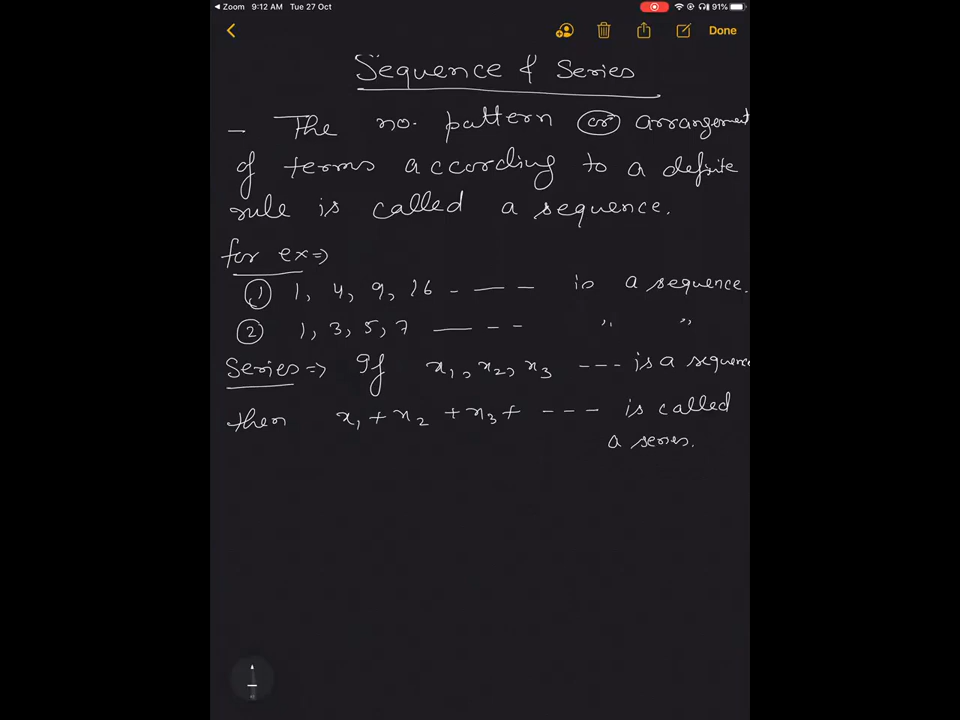 Zoom 9:12 AM Tue 27 Oct 91%
Done
Sequence & Series
- The no. pattern or arrangement
of terms according to a definite
rule is called a sequence.
for ex⇒
① 1, 4, 9, 16 - — - is a sequence.
② 1, 3, 5, 7 — - - " "
Series ⇒ If x₁, x₂, x₃ --- is a sequence
then x₁ + x₂ + x₃ + --- is called
a series.